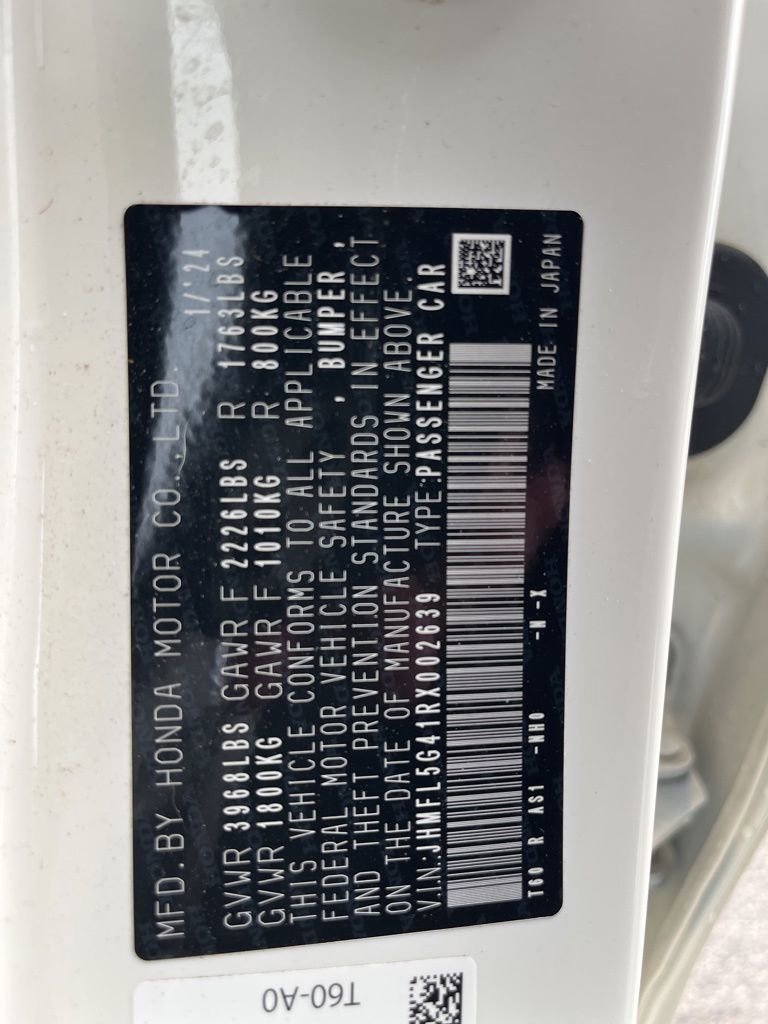 MFD.BY HONDA MOTOR CO.,LTD. 1/'24
GVWR 3968LBS GAWR F 2226LBS R 1763LBS
GVWR 1800KG GAWR F 1010KG R 800KG
THIS VEHICLE CONFORMS TO ALL APPLICABLE
FEDERAL MOTOR VEHICLE SAFETY , BUMPER ,
AND THEFT PREVENTION STANDARDS IN EFFECT
ON THE DATE OF MANUFACTURE SHOWN ABOVE.
VIN:JHMFL5G41RX002639 TYPE:PASSENGER CAR
T60 R AS1 -NH0 -N-X MADE IN JAPAN
T60-A0